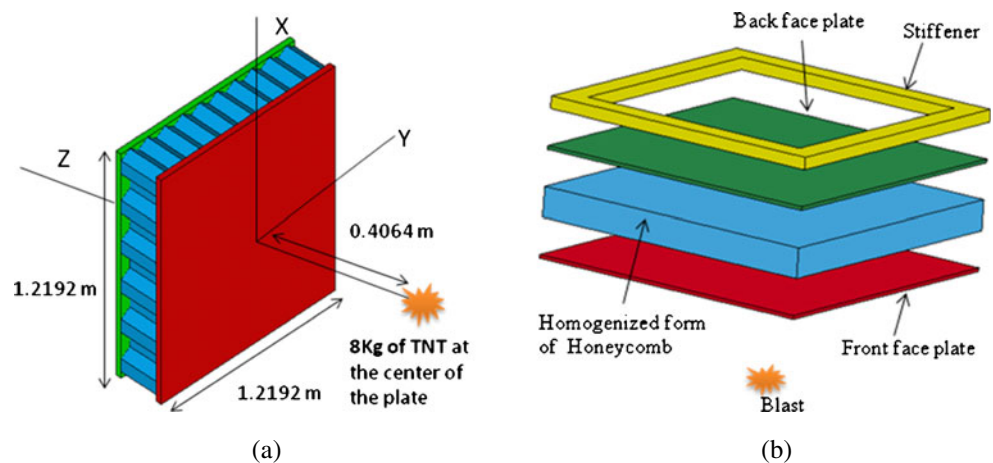 X
Y
Z
0.4064 m
1.2192 m
1.2192 m
8Kg of TNT at
the center of
the plate
(a)
Back face plate
Stiffener
Homogenized form
of Honeycomb
Front face plate
Blast
(b)